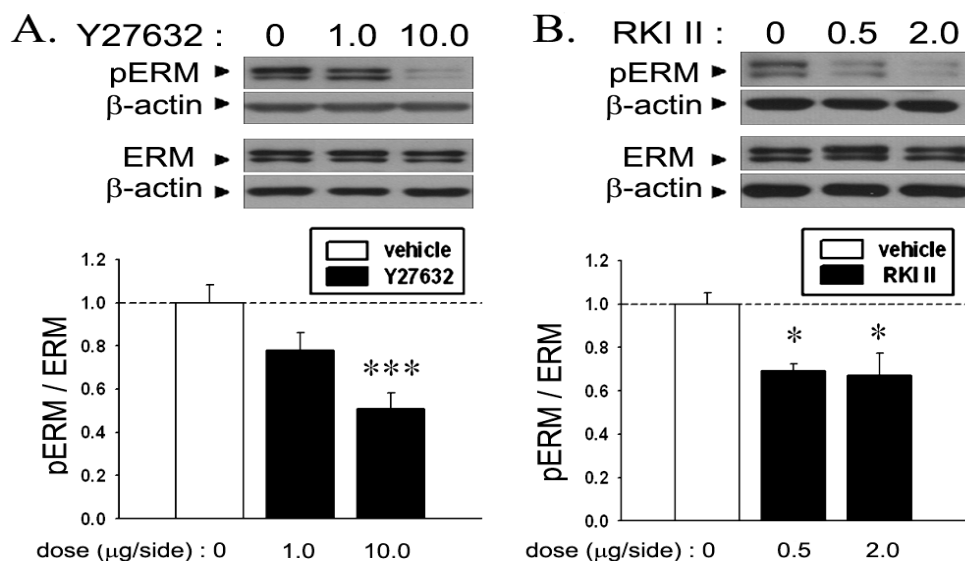 A. Y27632 : 0 1.0 10.0
pERM
β-actin
ERM
β-actin
vehicle
Y27632
1.2
1.0
0.8
0.6
0.4
0.2
0.0
pERM / ERM
***
dose (μg/side) : 0 1.0 10.0
B. RKI II : 0 0.5 2.0
pERM
β-actin
ERM
β-actin
vehicle
RKI II
1.2
1.0
0.8
0.6
0.4
0.2
0.0
pERM / ERM
* *
dose (μg/side) : 0 0.5 2.0